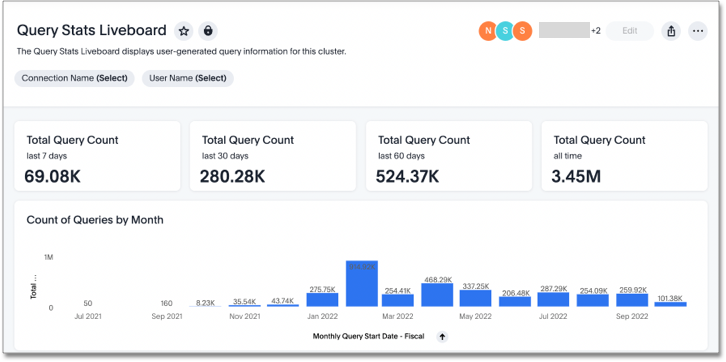 Query Stats Liveboard
N S S +2 Edit
The Query Stats Liveboard displays user-generated query information for this cluster.
Connection Name (Select) User Name (Select)
Total Query Count
last 7 days
69.08K
Total Query Count
last 30 days
280.28K
Total Query Count
last 60 days
524.37K
Total Query Count
all time
3.45M
Count of Queries by Month
1M
0
Total ...
50 160 8.23K 35.54K 43.74K 275.75K 254.41K 468.29K 337.25K 206.48K 287.29K 254.09K 259.92K 101.38K
Jul 2021 Sep 2021 Nov 2021 Jan 2022 Mar 2022 May 2022 Jul 2022 Sep 2022
Monthly Query Start Date - Fiscal